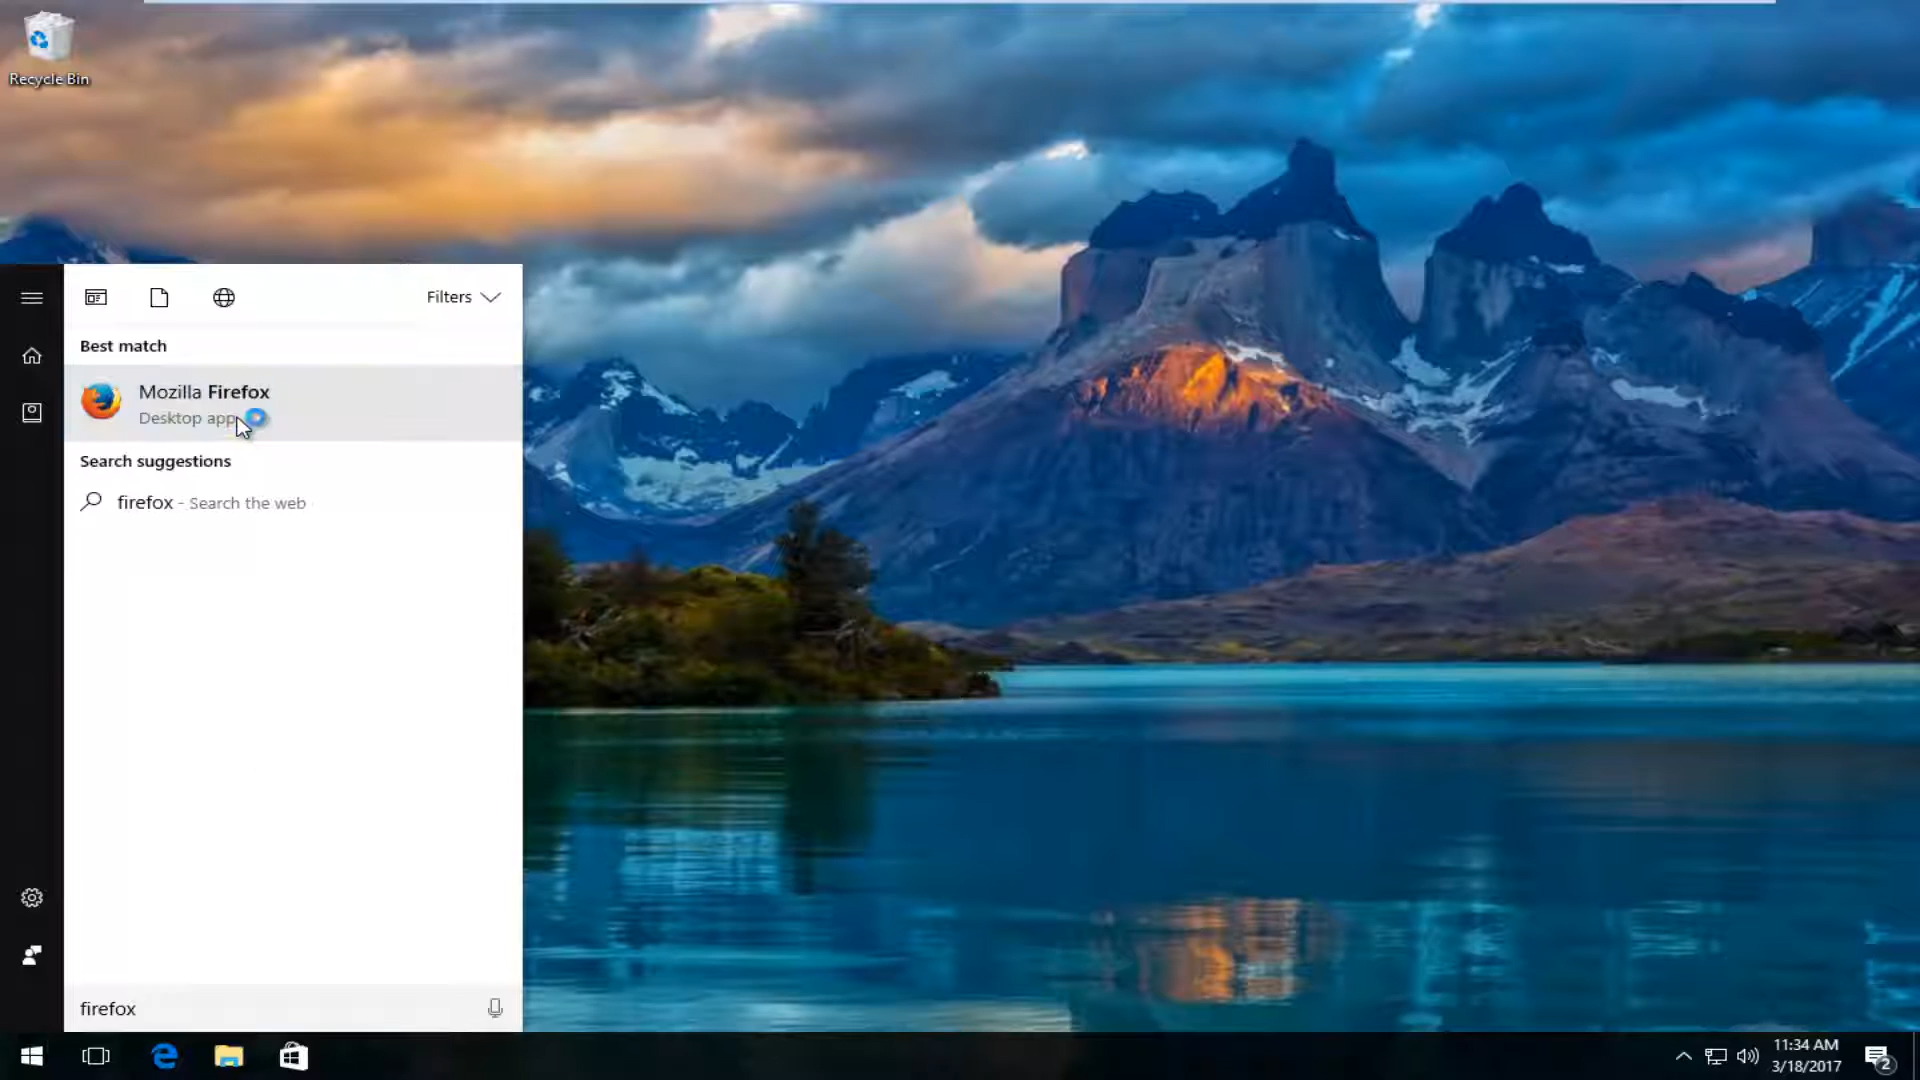 Recycle Bin
Filters
Best match
Mozilla Firefox
Desktop app
Search suggestions
firefox - Search the web
firefox
11:34 AM
3/18/2017
2